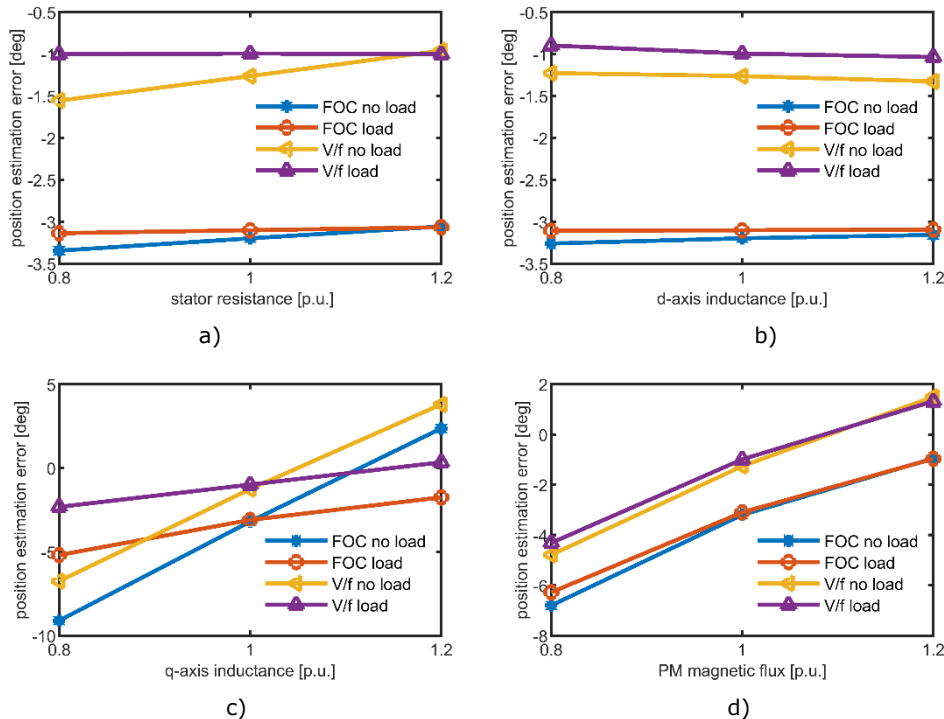 -0.5
-1
-1.5
-2
-2.5
-3
-3.5
position estimation error [deg]
FOC no load
FOC load
V/f no load
V/f load
0.8
1
1.2
stator resistance [p.u.]
a)
-0.5
-1
-1.5
-2
-2.5
-3
-3.5
position estimation error [deg]
FOC no load
FOC load
V/f no load
V/f load
0.8
1
1.2
d-axis inductance [p.u.]
b)
5
0
-5
-10
position estimation error [deg]
FOC no load
FOC load
V/f no load
V/f load
0.8
1
1.2
q-axis inductance [p.u.]
c)
2
0
-2
-4
-6
-8
position estimation error [deg]
FOC no load
FOC load
V/f no load
V/f load
0.8
1
1.2
PM magnetic flux [p.u.]
d)